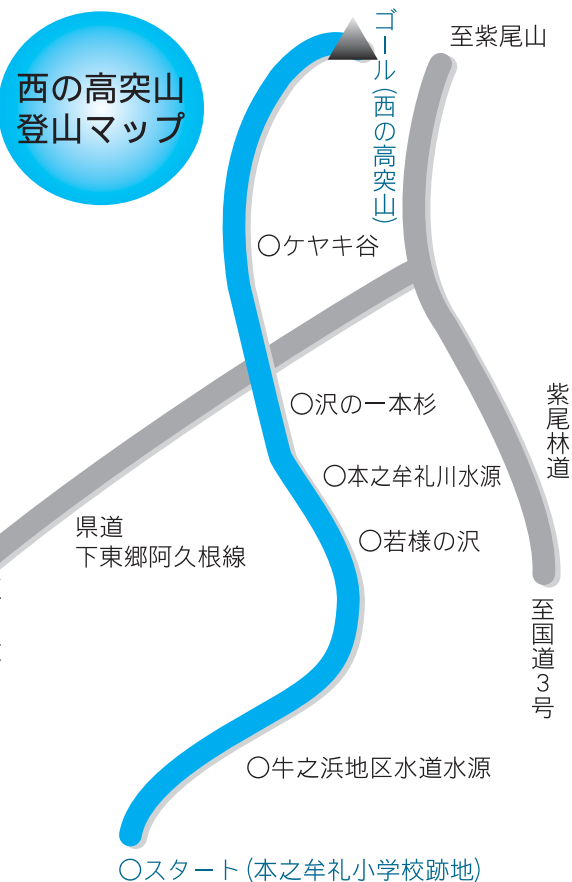 西の高突山
登山マップ
ゴール(西の高突山)
至紫尾山
○ケヤキ谷
○沢の一本杉
紫尾林道
○本之牟礼川水源
県道
下東郷阿久根線
○若様の沢
至国道3号
○牛之浜地区水道水源
○スタート(本之牟礼小学校跡地)